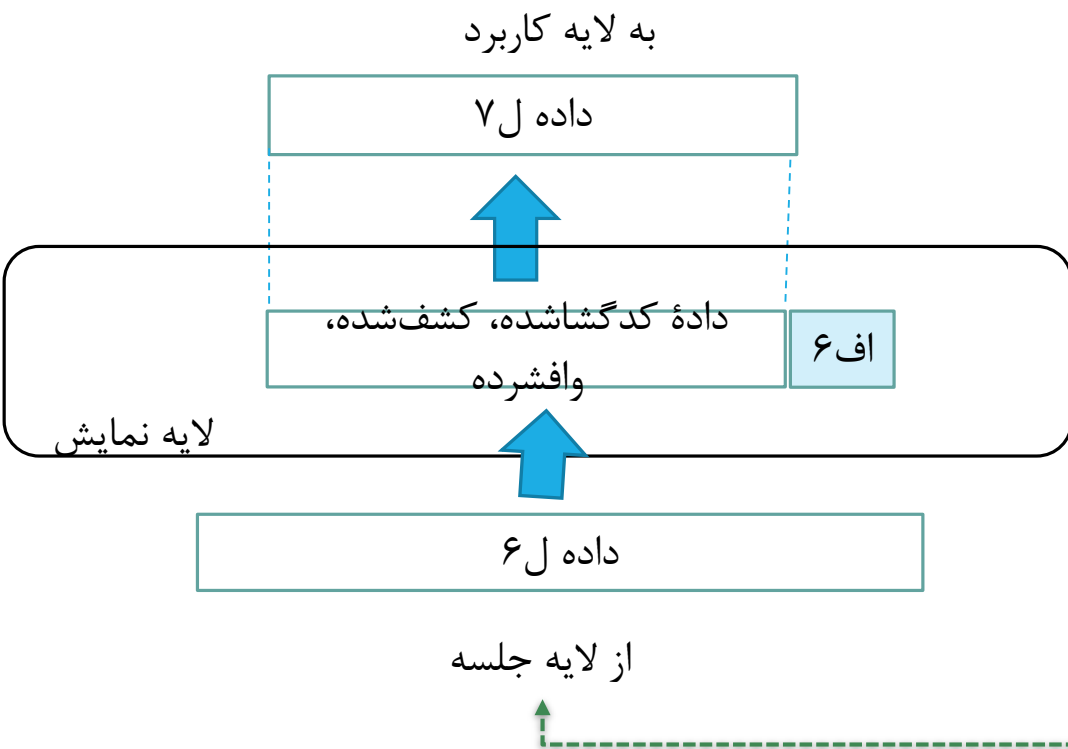 به لایه کاربرد
داده ل۷
دادهٔ کدگشاشده، کشف‌شده،
وافشرده
اف۶
لایه نمایش
داده ل۶
از لایه جلسه